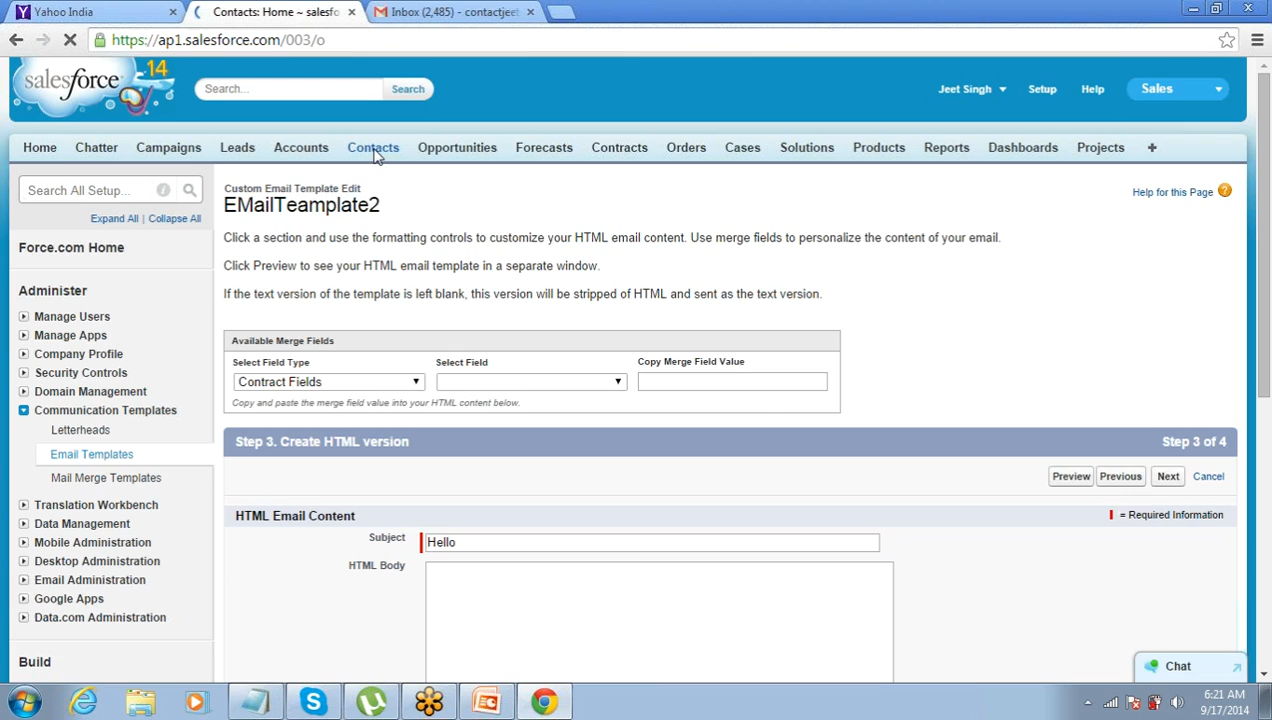 Yahoo India
Contacts: Home ~ salesfo
Inbox (2,485) - contactjeet
https://ap1.salesforce.com/003/o
salesforce
14
Search...
Search
Jeet Singh
Setup
Help
Sales
Home
Chatter
Campaigns
Leads
Accounts
Contacts
Opportunities
Forecasts
Contracts
Orders
Cases
Solutions
Products
Reports
Dashboards
Projects
+
Search All Setup...
Expand All | Collapse All
Force.com Home
Administer
Manage Users
Manage Apps
Company Profile
Security Controls
Domain Management
Communication Templates
Letterheads
Email Templates
Mail Merge Templates
Translation Workbench
Data Management
Mobile Administration
Desktop Administration
Email Administration
Google Apps
Data.com Administration
Build
Custom Email Template Edit
EMailTeamplate2
Help for this Page
Click a section and use the formatting controls to customize your HTML email content. Use merge fields to personalize the content of your email.
Click Preview to see your HTML email template in a separate window.
If the text version of the template is left blank, this version will be stripped of HTML and sent as the text version.
Available Merge Fields
Select Field Type
Select Field
Copy Merge Field Value
Contract Fields
Copy and paste the merge field value into your HTML content below.
Step 3. Create HTML version
Step 3 of 4
Preview
Previous
Next
Cancel
HTML Email Content
= Required Information
Subject
Hello
HTML Body
Chat
6:21 AM
9/17/2014